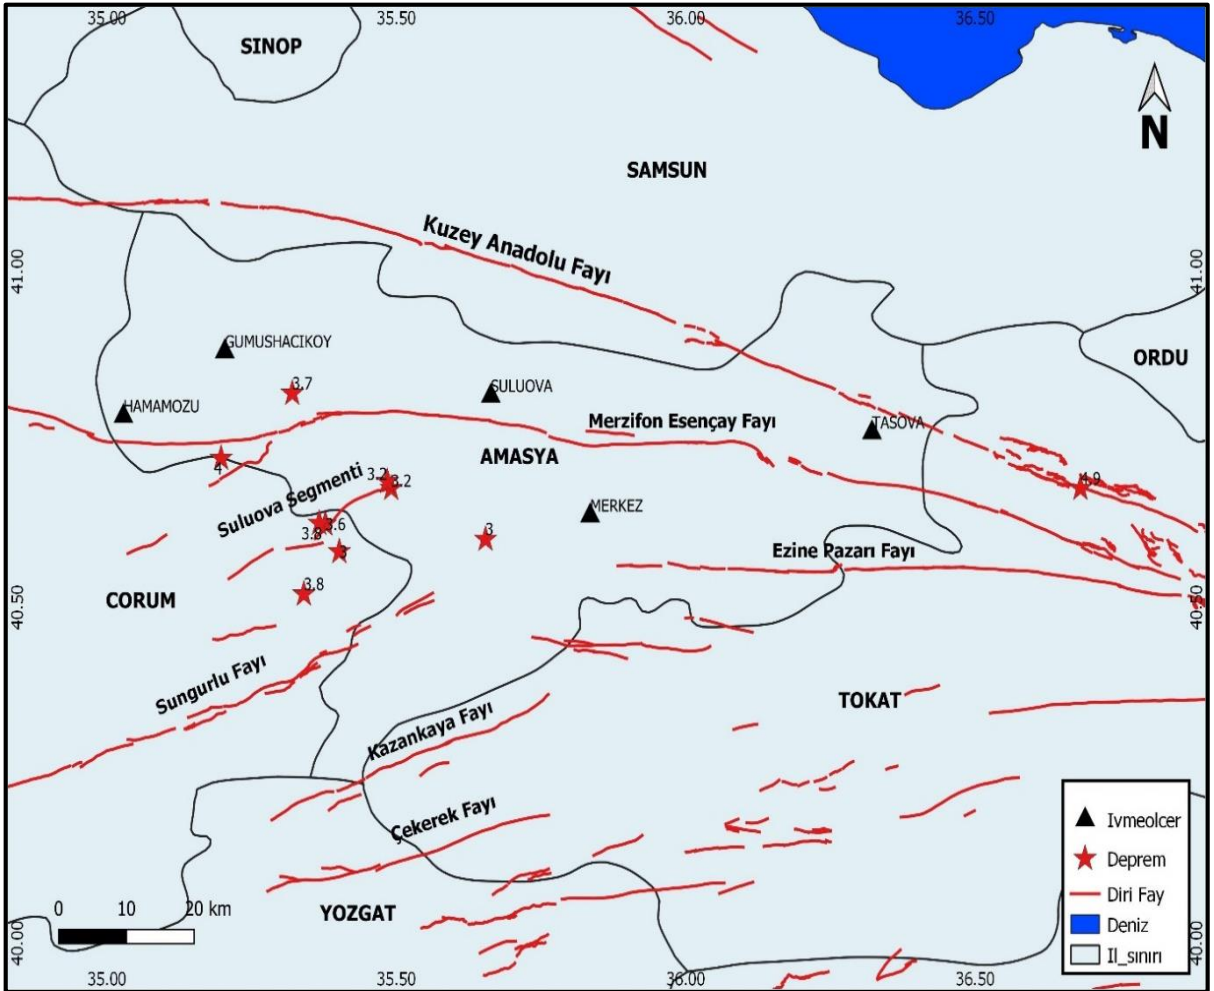 35.00
35.50
36.00
36.50
SINOP
N
SAMSUN
Kuzey Anadolu Fayı
41.00
41.00
GUMUSHACIKOY
ORDU
3.7
SULUOVA
HAMAMOZU
Merzifon Esençay Fayı
TASOVA
AMASYA
4
3.2
3.2
4.9
Suluova Segmenti
MERKEZ
3.6
3.8
3
3
Ezine Pazarı Fayı
3.8
CORUM
40.50
40.50
Sungurlu Fayı
TOKAT
Kazankaya Fayı
Çekerek Fayı
Ivmeolcer
Deprem
Diri Fay
Deniz
Il_sınırı
YOZGAT
0 10 20 km
40.00
40.00
35.00
35.50
36.00
36.50